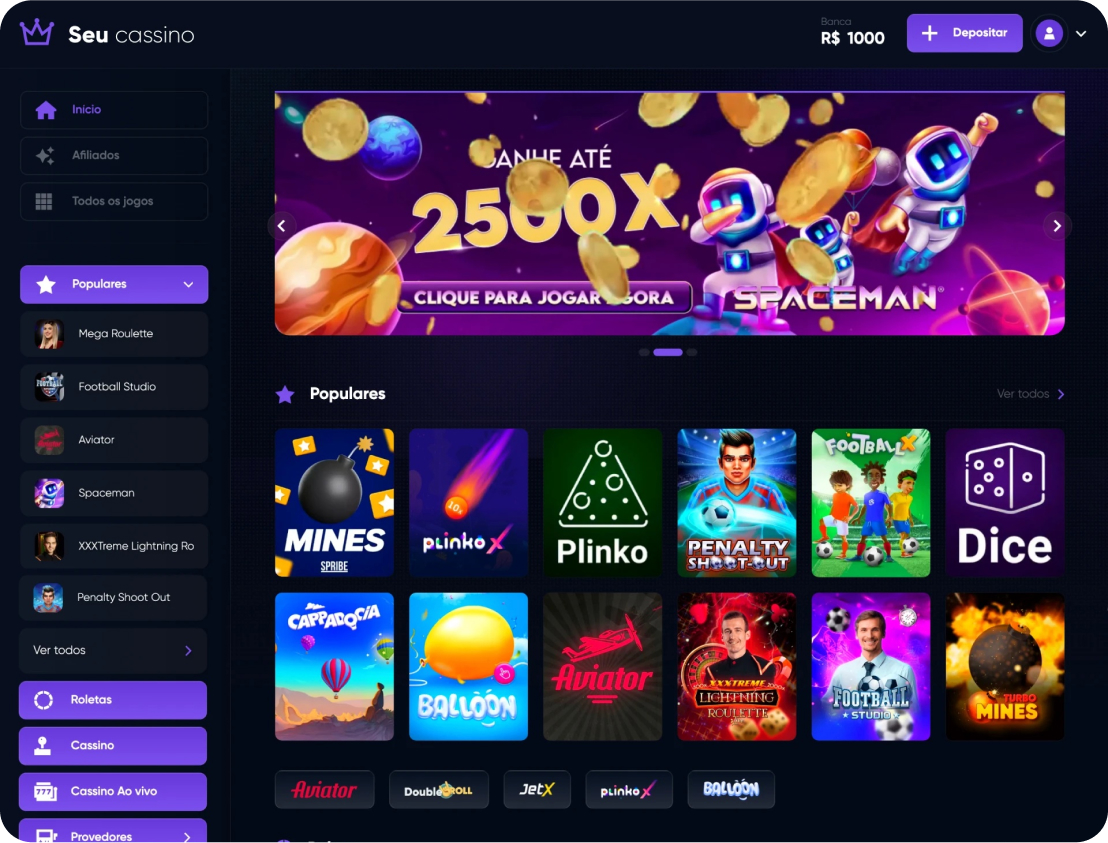 Seu cassino
Banca
R$ 1000
Depositar
Início
Afiliados
Todos os jogos
Populares
Mega Roulette
Football Studio
Aviator
Spaceman
XXXTreme Lightning Ro
Penalty Shoot Out
Ver todos
Roletas
Cassino
777
Cassino Ao vivo
Provedores
GANHE ATÉ
2500X
CLIQUE PARA JOGAR AGORA
SPACEMAN
Populares
Ver todos
MINES
SPRIBE
10x
plinko X
Plinko
PENALTY
SHOOT-OUT
FOOTBALL X
Dice
CAPPADOCIA
BALLOON
Aviator
XXXTREME
LIGHTNING
ROULETTE
FOOTBALL
STUDIO
TURBO
MINES
Aviator
Double ROLL
JetX
plinko X
BALLOON